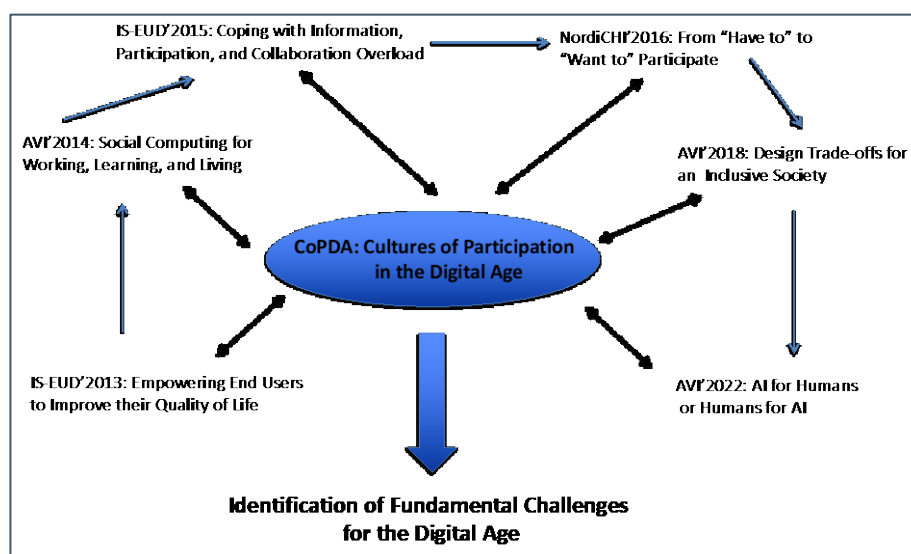 IS-EUD'2015: Coping with Information,
Participation, and Collaboration Overload
NordiCHI'2016: From “Have to” to
“Want to” Participate
AVI'2014: Social Computing for
Working, Learning, and Living
AVI'2018: Design Trade-offs for
an Inclusive Society
CoPDA: Cultures of Participation
in the Digital Age
IS-EUD'2013: Empowering End Users
to Improve their Quality of Life
AVI'2022: AI for Humans
or Humans for AI
Identification of Fundamental Challenges
for the Digital Age